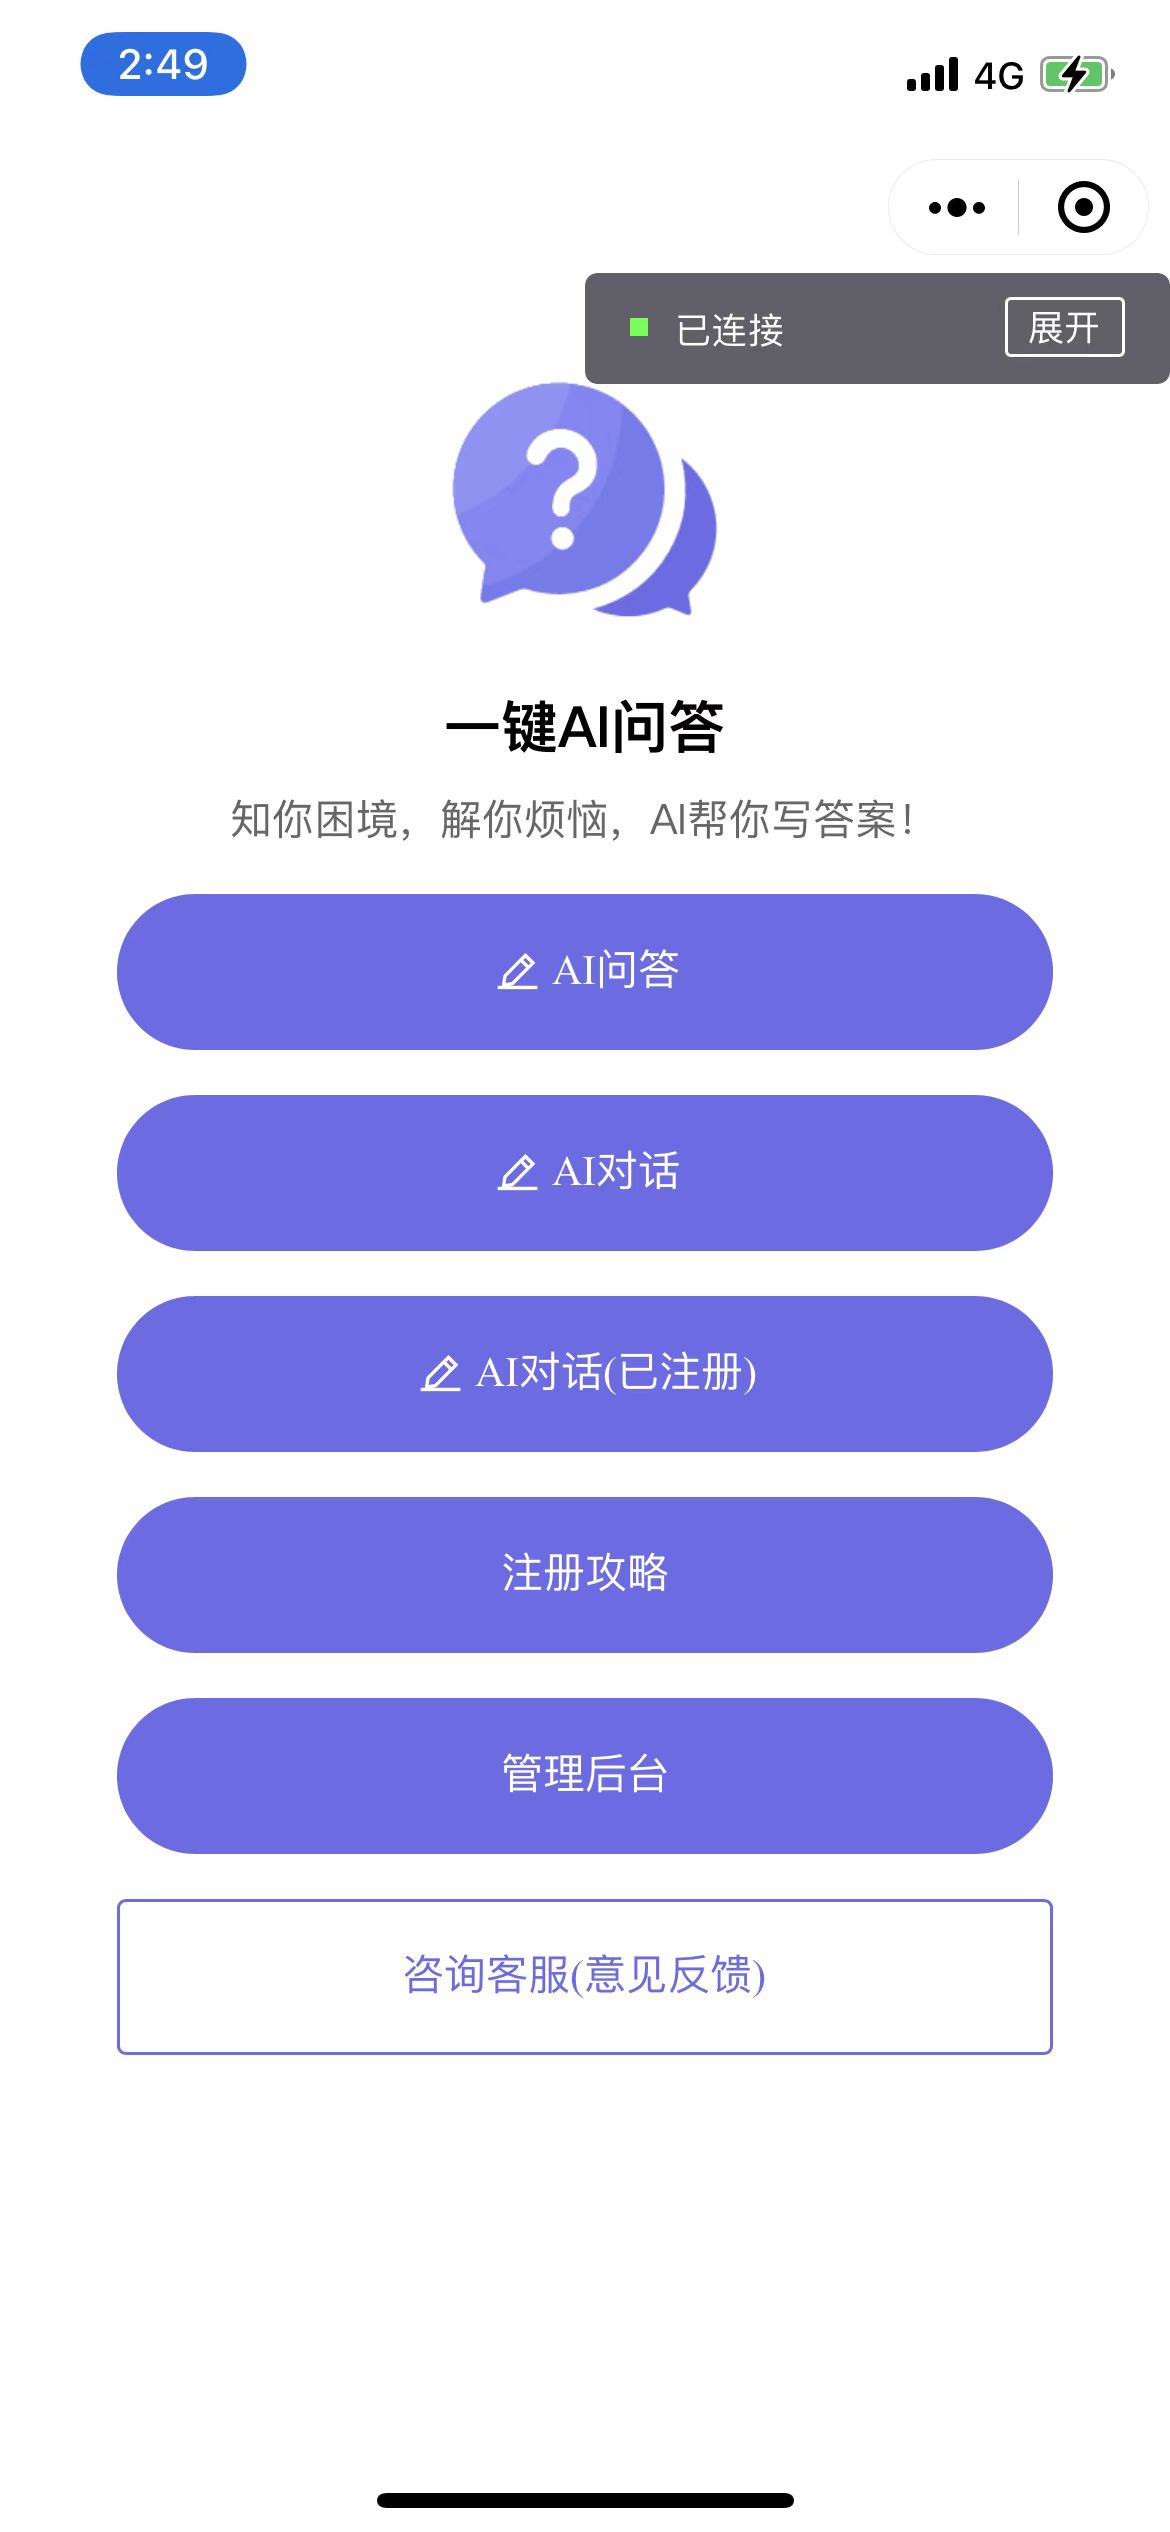 2:49
4G
已连接
展开
一键AI问答
知你困境，解你烦恼，AI帮你写答案！
AI问答
AI对话
AI对话(已注册)
注册攻略
管理后台
咨询客服(意见反馈)